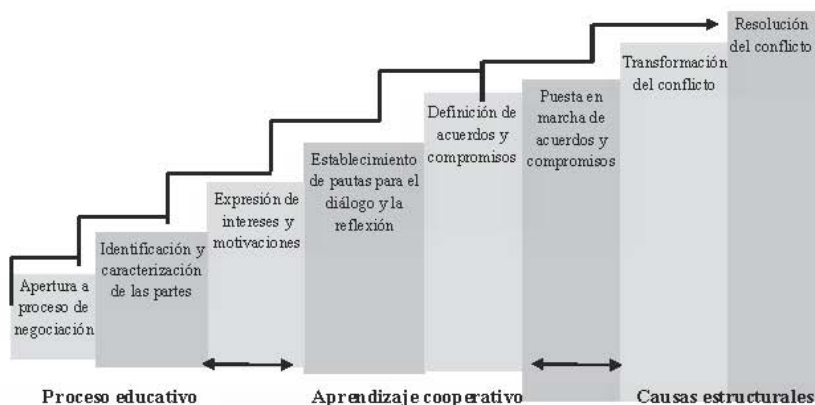 Apertura a
proceso de
negociación
Identificación y
caracterización
de las partes
Expresión de
intereses y
motivaciones
Establecimiento
de pautas para el
diálogo y la
reflexión
Definición de
acuerdos y
compromisos
Puesta en
marcha de
acuerdos y
compromisos
Transformación
del conflicto
Resolución
del conflicto
Proceso educativo
Aprendizaje cooperativo
Causas estructurales